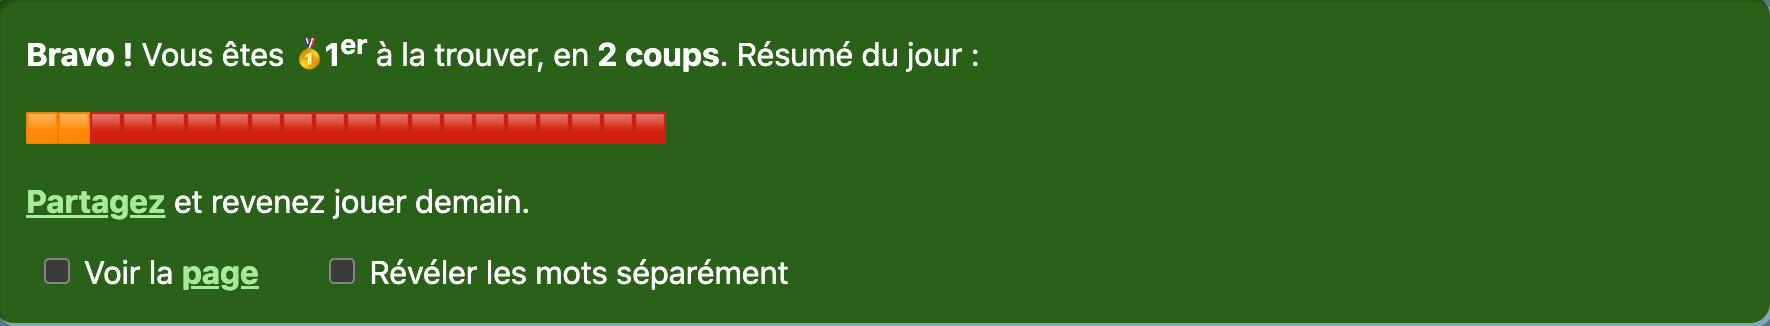 Bravo ! Vous êtes 🥇1er à la trouver, en 2 coups. Résumé du jour :
Partagez et revenez jouer demain.
Voir la page Révéler les mots séparément